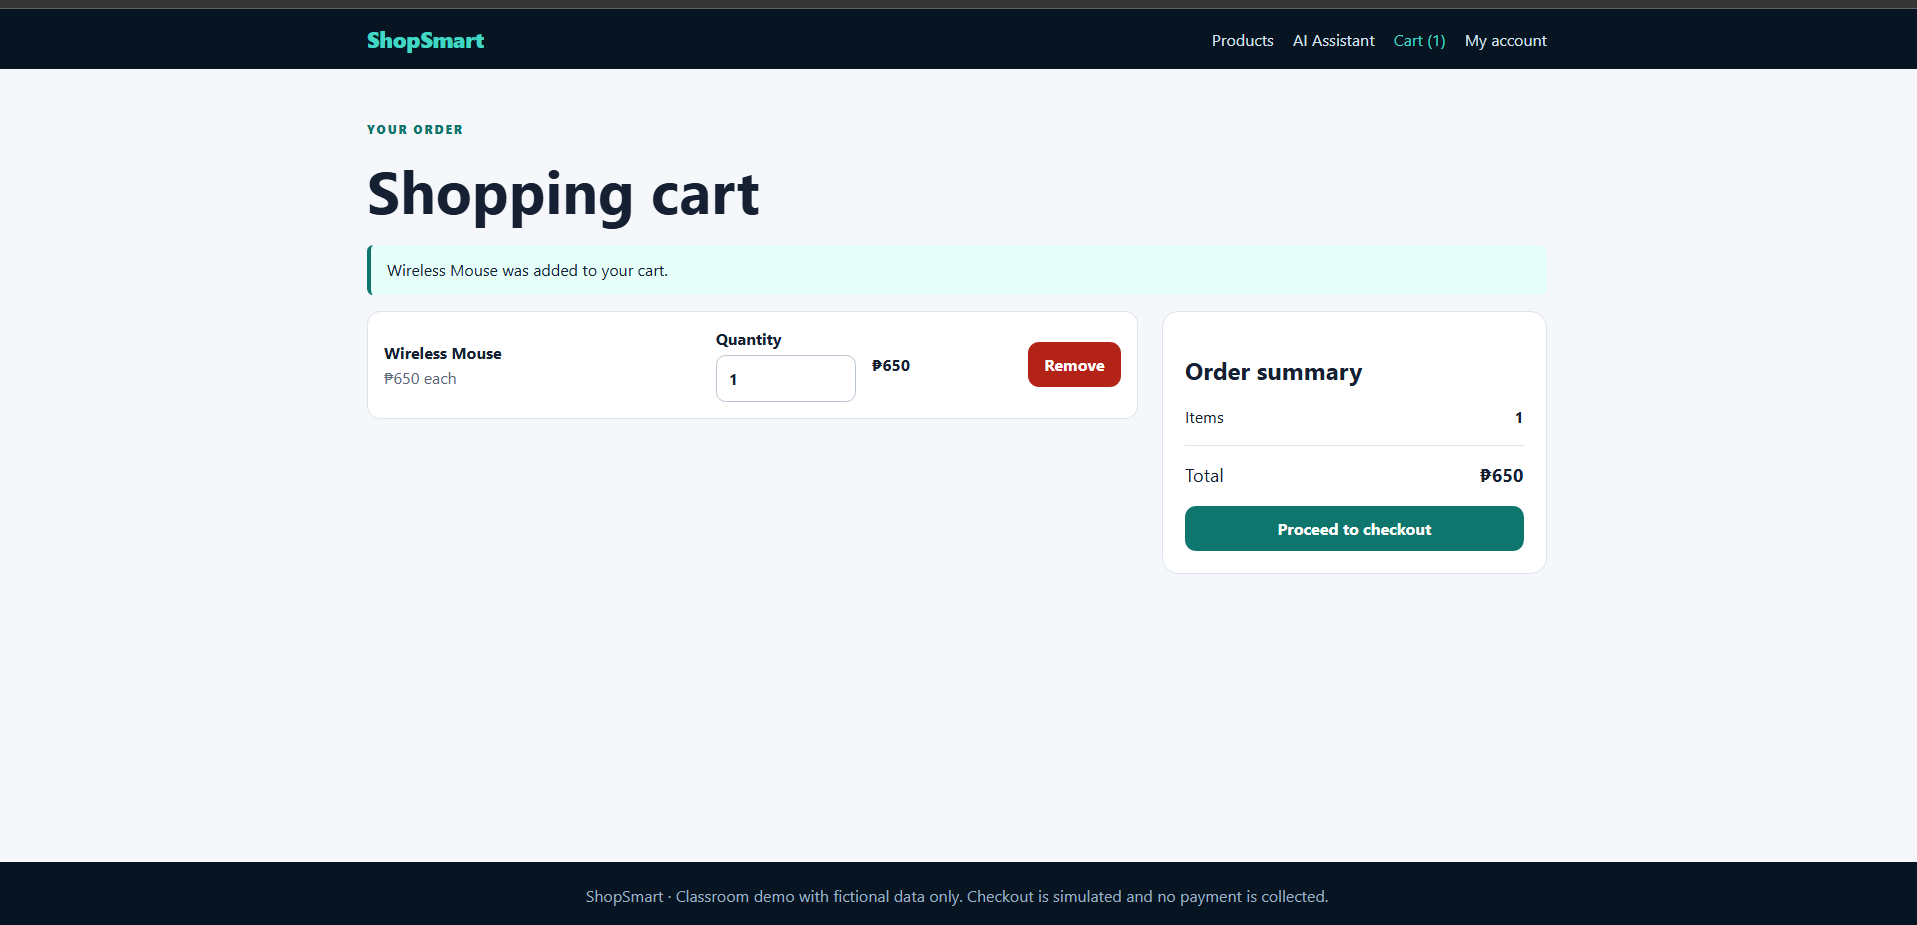 ShopSmart
Products AI Assistant Cart (1) My account
YOUR ORDER
Shopping cart
Wireless Mouse was added to your cart.
Wireless Mouse
₱650 each
Quantity
1
₱650
Remove
Order summary
Items 1
Total ₱650
Proceed to checkout
ShopSmart · Classroom demo with fictional data only. Checkout is simulated and no payment is collected.